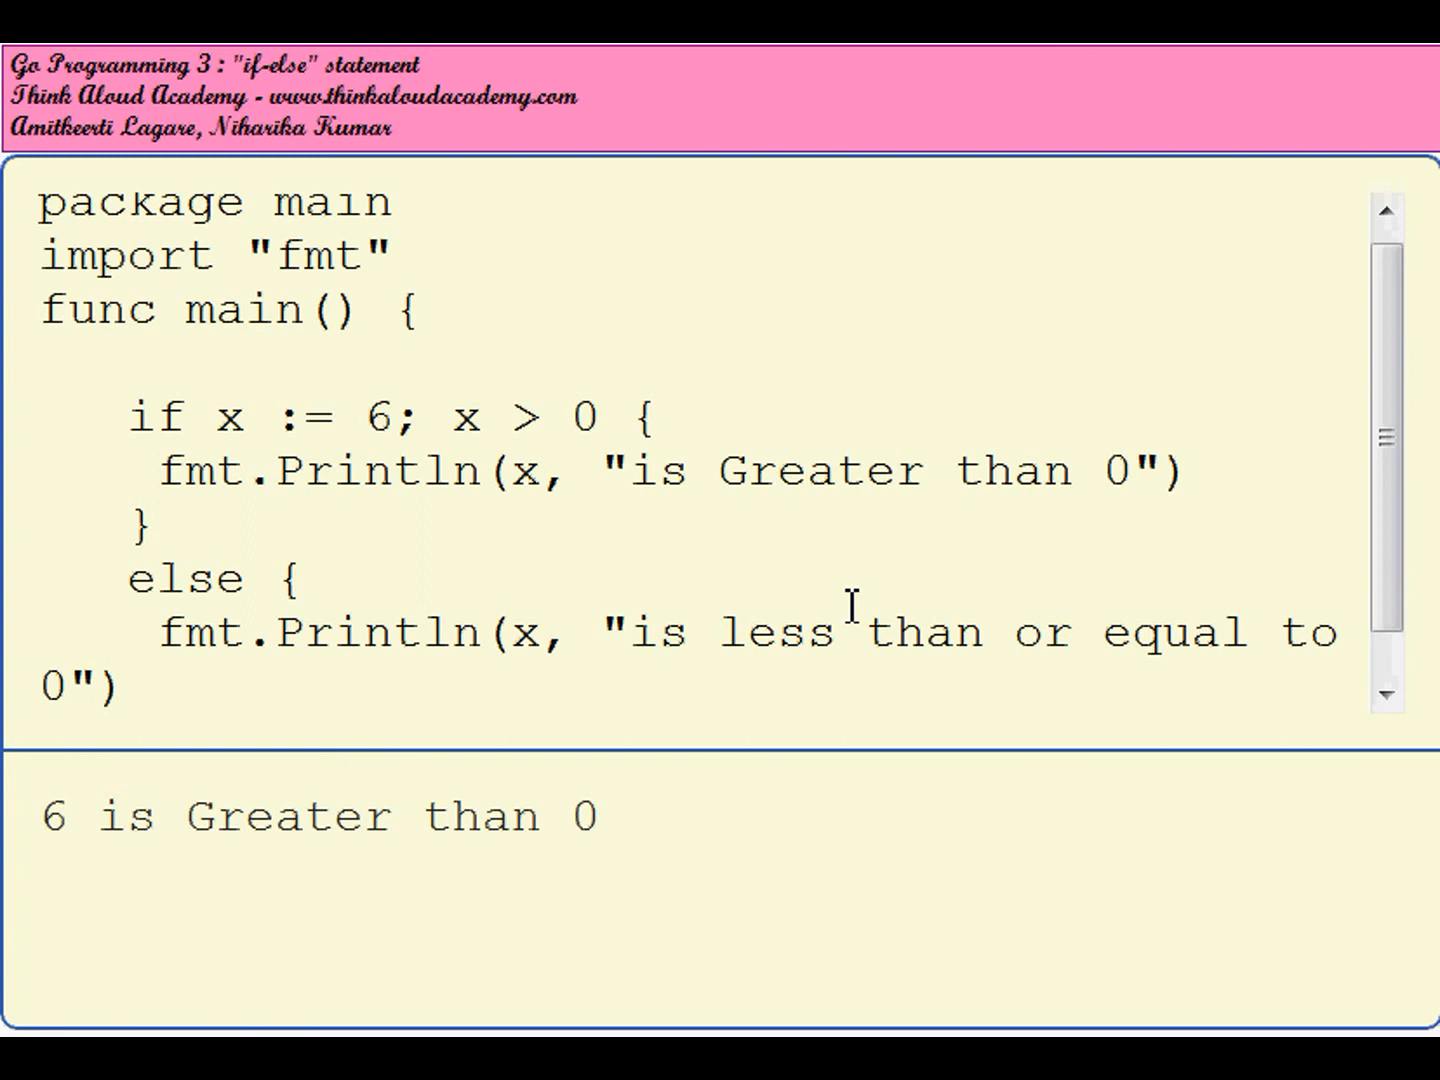 Go Programming 3 : "if-else" statement
Think Aloud Academy - www.thinkaloudacademy.com
Amitkeerti Lagare, Niharika Kumar
package main
import "fmt"
func main() {
if x := 6; x > 0 {
fmt.Println(x, "is Greater than 0")
}
else {
fmt.Println(x, "is less than or equal to
0")
6 is Greater than 0